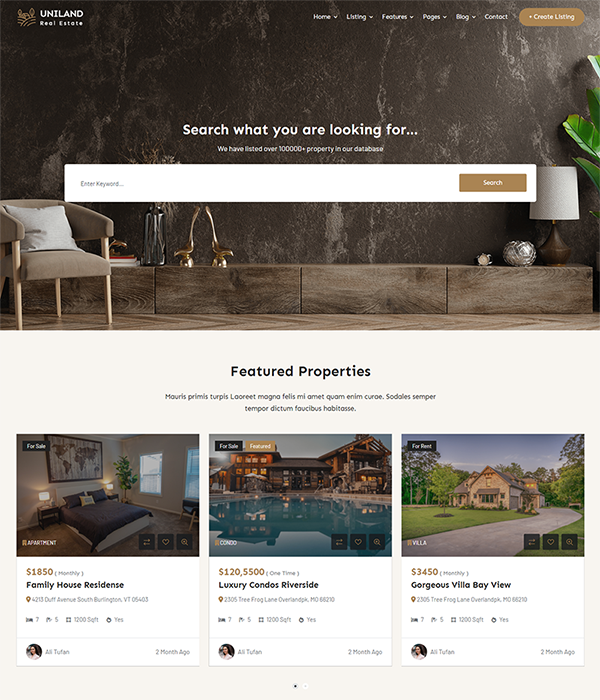 UNILAND
Real Estate
Home Listing Features Pages Blog Contact + Create Listing
Search what you are looking for...
We have listed over 100000+ property in our database
Enter Keyword... Search
Featured Properties
Mauris primis turpis Laoreet magna felis mi amet quam enim curae. Sodales semper
tempor dictum faucibus habitasse.
For Sale
APARTMENT
$1850 ( Monthly )
Family House Residense
4213 Duff Avenue South Burlington, VT 05403
7 5 1200 Sqft Yes
Ali Tufan 2 Month Ago
For Sale Featured
CONDO
$120,5500 ( One Time )
Luxury Condos Riverside
2305 Tree Frog Lane Overlandpk, MO 66210
7 5 1200 Sqft Yes
Ali Tufan 2 Month Ago
For Rent
VILLA
$3450 ( Monthly )
Gorgeous Villa Bay View
2305 Tree Frog Lane Overlandpk, MO 66210
7 5 1200 Sqft Yes
Ali Tufan 2 Month Ago